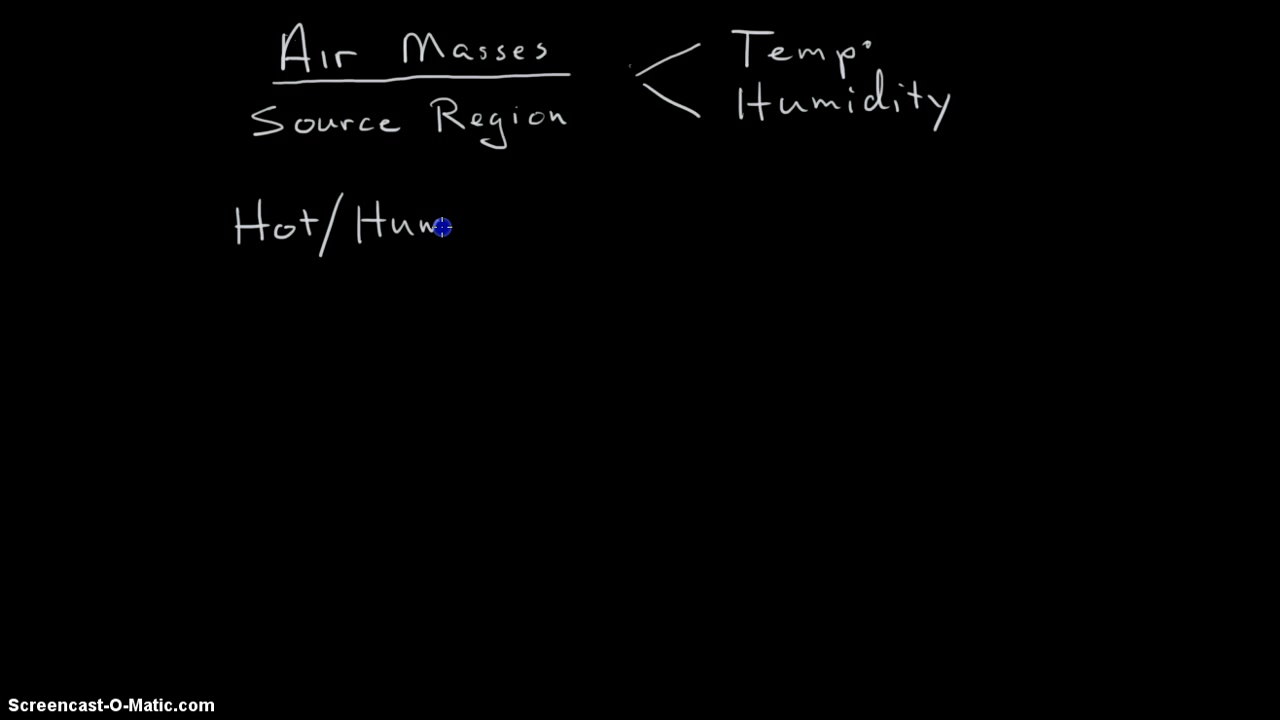 Air Masses
Source Region
Temp.
Humidity
Hot/Hum
Screencast-O-Matic.com